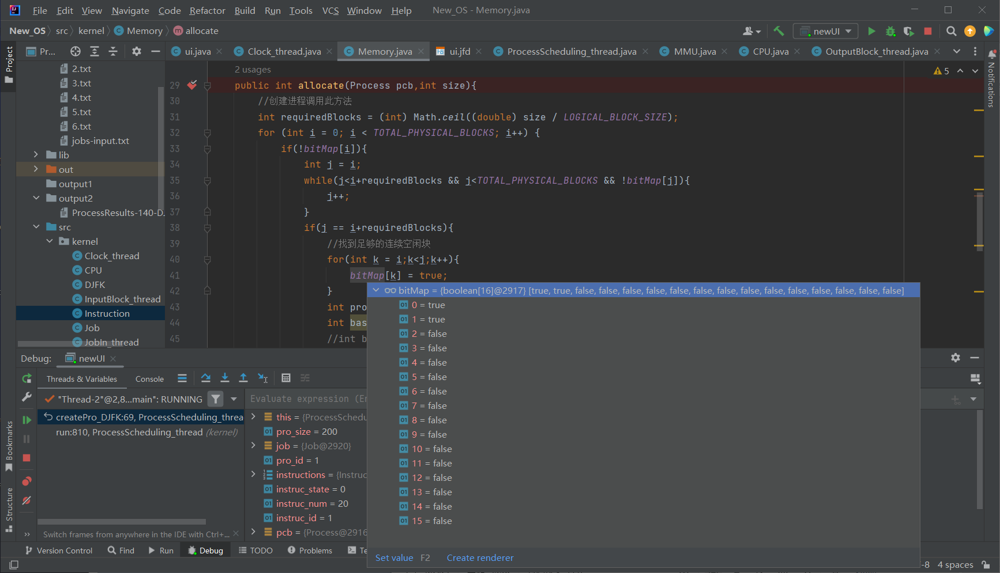 File Edit View Navigate Code Refactor Build Run Tools VCS Window Help New_OS - Memory.java
New_OS src kernel Memory allocate newUI
Pr... ui.java Clock_thread.java Memory.java ui.jfd ProcessScheduling_thread.java MMU.java CPU.java OutputBlock_thread.java
Project
Notifications
2.txt
3.txt
4.txt
5.txt
6.txt
jobs-input.txt
lib
out
output1
output2
ProcessResults-140-D.
src
kernel
Clock_thread
CPU
DJFK
InputBlock_thread
Instruction
Job
JobIn_thread
2 usages
5
29 public int allocate(Process pcb,int size){
30 //创建进程调用此方法
31 int requiredBlocks = (int) Math.ceil((double) size / LOGICAL_BLOCK_SIZE);
32 for (int i = 0; i < TOTAL_PHYSICAL_BLOCKS; i++) {
33 if(!bitMap[i]){
34 int j = i;
35 while(j<i+requiredBlocks && j<TOTAL_PHYSICAL_BLOCKS && !bitMap[j]){
36 j++;
37 }
38 if(j == i+requiredBlocks){
39 //找到足够的连续空闲块
40 for(int k = i;k<j;k++){
41 bitMap[k] = true;
42 }
43 int pro
44 int bas
45 //int b
bitMap = {boolean[16]@2917} [true, true, false, false, false, false, false, false, false, false, false, false, false, false, false, false]
0 = true
1 = true
2 = false
3 = false
4 = false
5 = false
6 = false
7 = false
8 = false
9 = false
10 = false
11 = false
12 = false
13 = false
14 = false
15 = false
Set value F2 Create renderer
Debug: newUI
Threads & Variables Console
"Thread-2"@2,8...main": RUNNING
createPro_DJFK:69, ProcessScheduling_threa
run:810, ProcessScheduling_thread (kernel)
Switch frames from anywhere in the IDE with Ctrl+...
Evaluate expression (Er
this = {ProcessSchedu
pro_size = 200
job = {Job@2920}
pro_id = 1
instructions = {Instruc
instruc_state = 0
instruc_num = 20
instruc_id = 1
pcb = {Process@2916
Bookmarks
Structure
Version Control Find Run Debug TODO Problems Te
-8 4 spaces